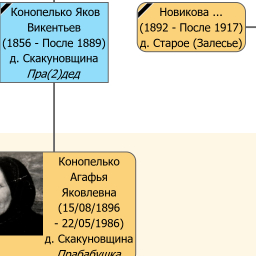 Конопелько Яков
Викентьев
(1856 - После 1889)
д. Скакуновщина
Пра(2)дед
Новикова ...
(1892 - После 1917)
д. Старое (Залесье)
Конопелько
Агафья
Яковлевна
(15/08/1896
- 22/05/1986)
д. Скакуновщина
Прабабушка